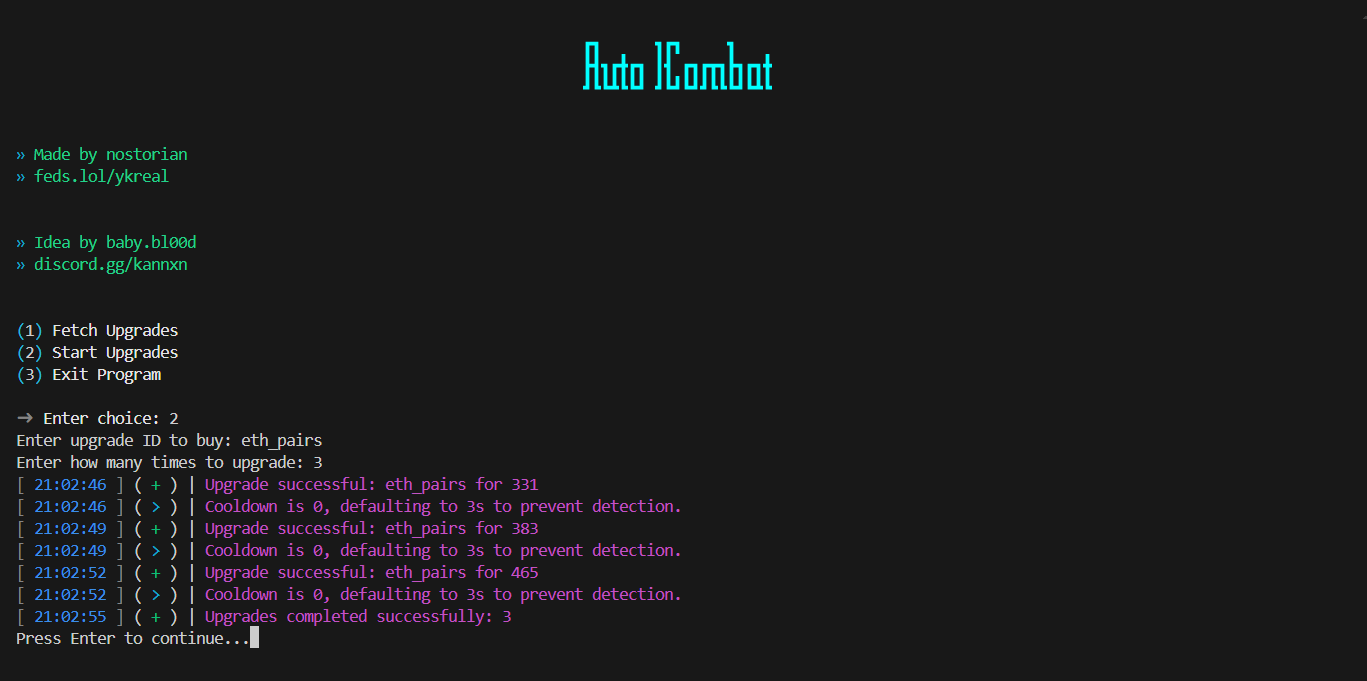 Auto KCombat
» Made by nostorian
» feds.lol/ykreal
» Idea by baby.bl00d
» discord.gg/kannxn
(1) Fetch Upgrades
(2) Start Upgrades
(3) Exit Program
→ Enter choice: 2
Enter upgrade ID to buy: eth_pairs
Enter how many times to upgrade: 3
[ 21:02:46 ] ( + ) | Upgrade successful: eth_pairs for 331
[ 21:02:46 ] ( > ) | Cooldown is 0, defaulting to 3s to prevent detection.
[ 21:02:49 ] ( + ) | Upgrade successful: eth_pairs for 383
[ 21:02:49 ] ( > ) | Cooldown is 0, defaulting to 3s to prevent detection.
[ 21:02:52 ] ( + ) | Upgrade successful: eth_pairs for 465
[ 21:02:52 ] ( > ) | Cooldown is 0, defaulting to 3s to prevent detection.
[ 21:02:55 ] ( + ) | Upgrades completed successfully: 3
Press Enter to continue...